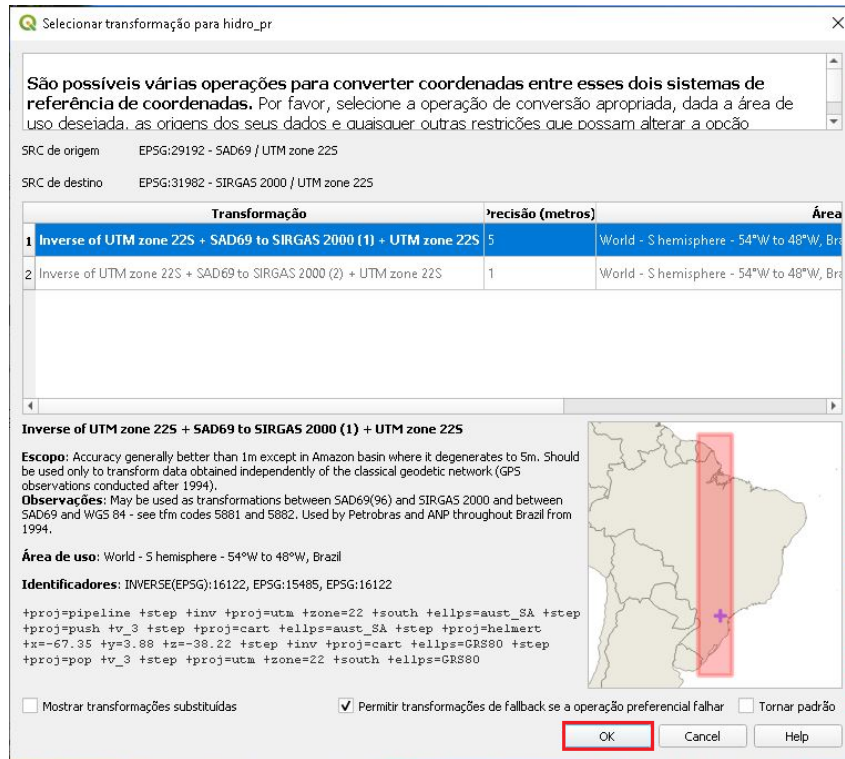 Selecionar transformação para hidro_pr
São possíveis várias operações para converter coordenadas entre esses dois sistemas de
referência de coordenadas. Por favor, selecione a operação de conversão apropriada, dada a área de
uso desejada, as origens dos seus dados e quaisquer outras restrições que possam alterar a opção
SRC de origem EPSG:29192 - SAD69 / UTM zone 22S
SRC de destino EPSG:31982 - SIRGAS 2000 / UTM zone 22S
Transformação Precisão (metros) Área
1 Inverse of UTM zone 22S + SAD69 to SIRGAS 2000 (1) + UTM zone 22S 5 World - S hemisphere - 54°W to 48°W, Bra
2 Inverse of UTM zone 22S + SAD69 to SIRGAS 2000 (2) + UTM zone 22S 1 World - S hemisphere - 54°W to 48°W, Bra
Inverse of UTM zone 22S + SAD69 to SIRGAS 2000 (1) + UTM zone 22S
Escopo: Accuracy generally better than 1m except in Amazon basin where it degenerates to 5m. Should
be used only to transform data obtained independently of the classical geodetic network (GPS
observations conducted after 1994).
Observações: May be used as transformations between SAD69(96) and SIRGAS 2000 and between
SAD69 and WGS 84 - see tfm codes 5881 and 5882. Used by Petrobras and ANP throughout Brazil from
1994.
Área de uso: World - S hemisphere - 54°W to 48°W, Brazil
Identificadores: INVERSE(EPSG):16122, EPSG:15485, EPSG:16122
+proj=pipeline +step +inv +proj=utm +zone=22 +south +ellps=aust_SA +step
+proj=push +v_3 +step +proj=cart +ellps=aust_SA +step +proj=helmert
+x=-67.35 +y=3.88 +z=-38.22 +step +inv +proj=cart +ellps=GRS80 +step
+proj=pop +v_3 +step +proj=utm +zone=22 +south +ellps=GRS80
Mostrar transformações substituídas Permitir transformações de fallback se a operação preferencial falhar Tornar padrão
OK Cancel Help